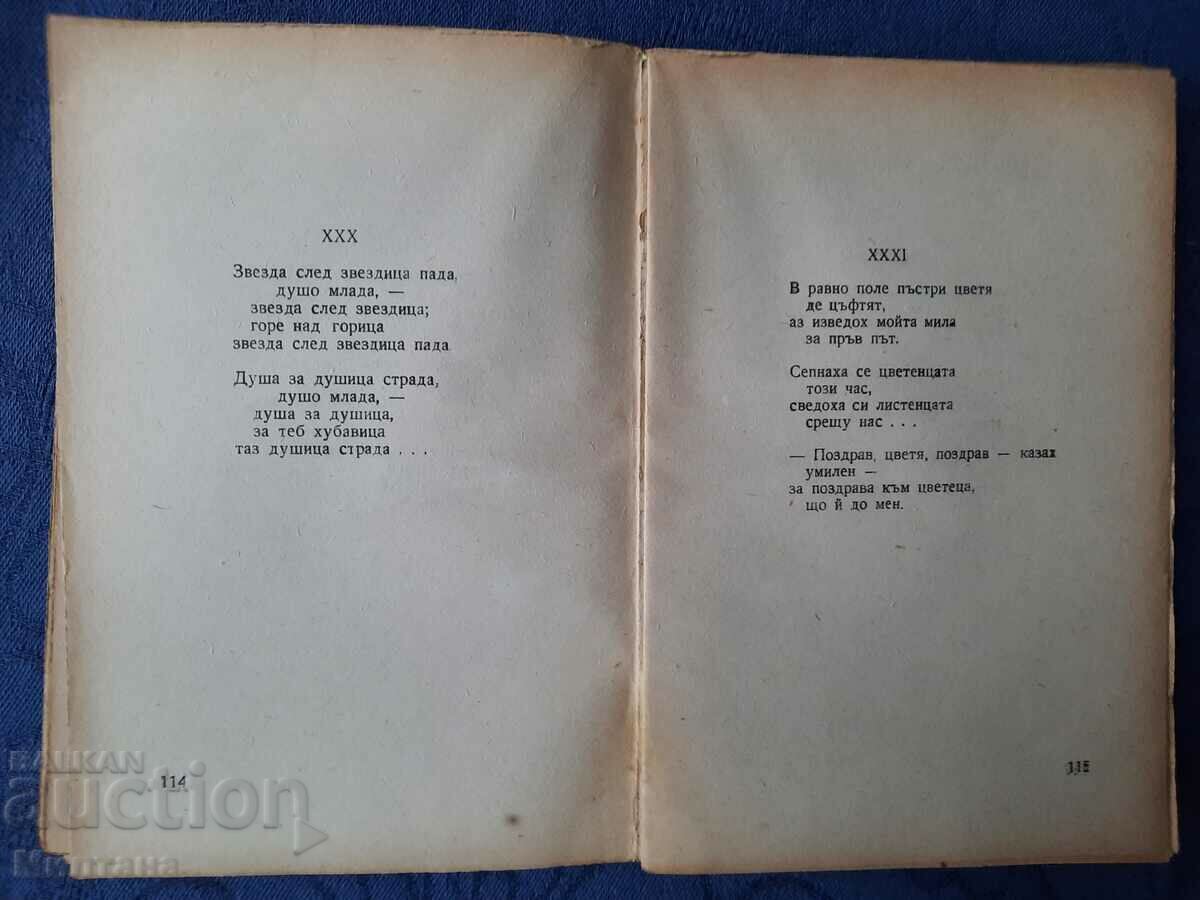 XXX
Звезда след звездица пада,
душо млада, —
звезда след звездица;
горе над горица
звезда след звездица пада
Душа за душица страда,
душо млада, —
душа за душица,
за теб хубавица
таз душица страда . . .
114
XXXI
В равно поле пъстри цветя
де цъфтят,
аз изведох мойта мила
за пръв път.
Сепнаха се цветенцата
този час,
сведоха си листенцата
срещу нас . . .
— Поздрав, цветя, поздрав — казах
умилен —
за поздрава към цветеца,
що й до мен.
115
BALKAN
auction